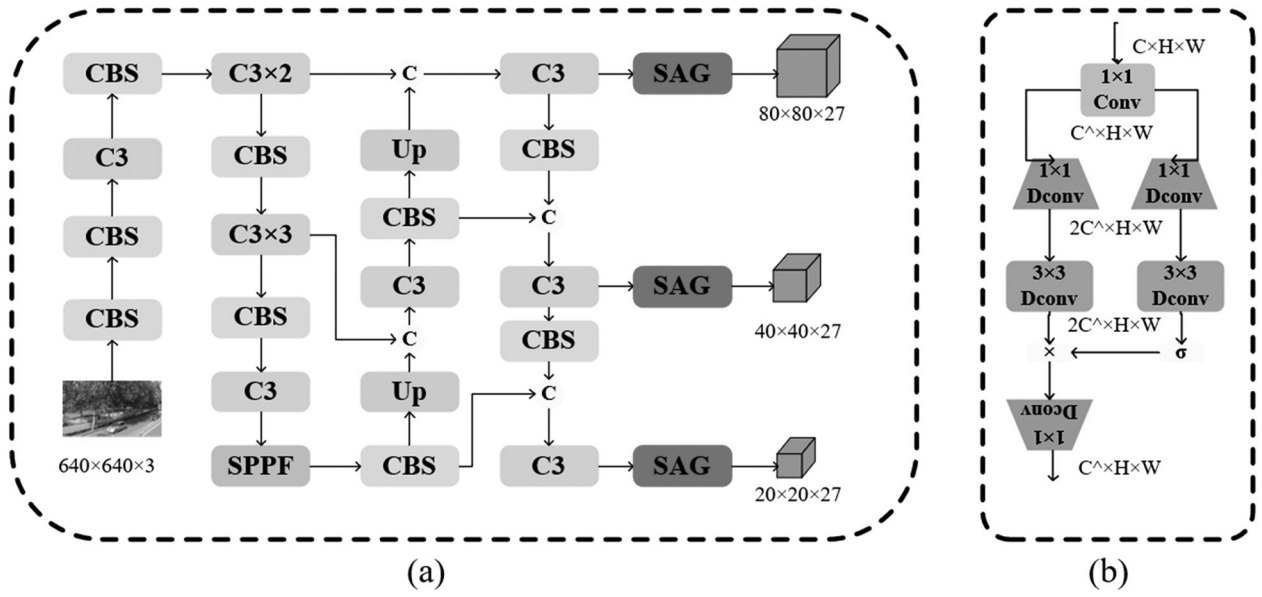 CBS
C3
CBS
CBS
640×640×3
C3×2
CBS
C3×3
CBS
C3
SPPF
C
Up
CBS
C3
C
Up
CBS
C3
CBS
C
C3
CBS
C
C3
SAG
80×80×27
SAG
40×40×27
SAG
20×20×27
(a)
C×H×W
1×1
Conv
C^×H×W
1×1
Dconv
1×1
Dconv
2C^×H×W
3×3
Dconv
3×3
Dconv
2C^×H×W
×
σ
1×1
Dconv
C^×H×W
(b)